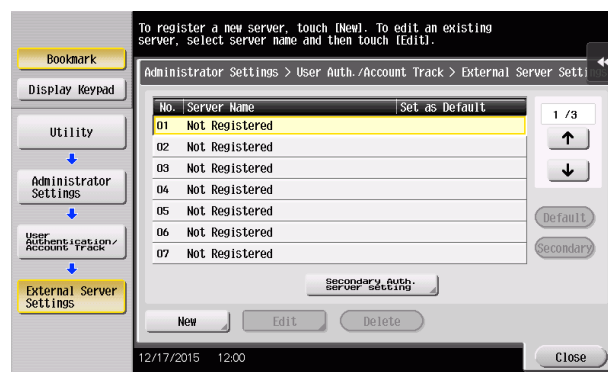 To register a new server, touch [New]. To edit an existing
server, select server name and then touch [Edit].
Bookmark
Display Keypad
Utility
Administrator
Settings
User
Authentication/
Account Track
External Server
Settings
Administrator Settings > User Auth./Account Track > External Server Settings
No. Server Name Set as Default
01 Not Registered
02 Not Registered
03 Not Registered
04 Not Registered
05 Not Registered
06 Not Registered
07 Not Registered
1 /3
Default
Secondary
Secondary Auth.
server setting
New Edit Delete
12/17/2015 12:00
Close